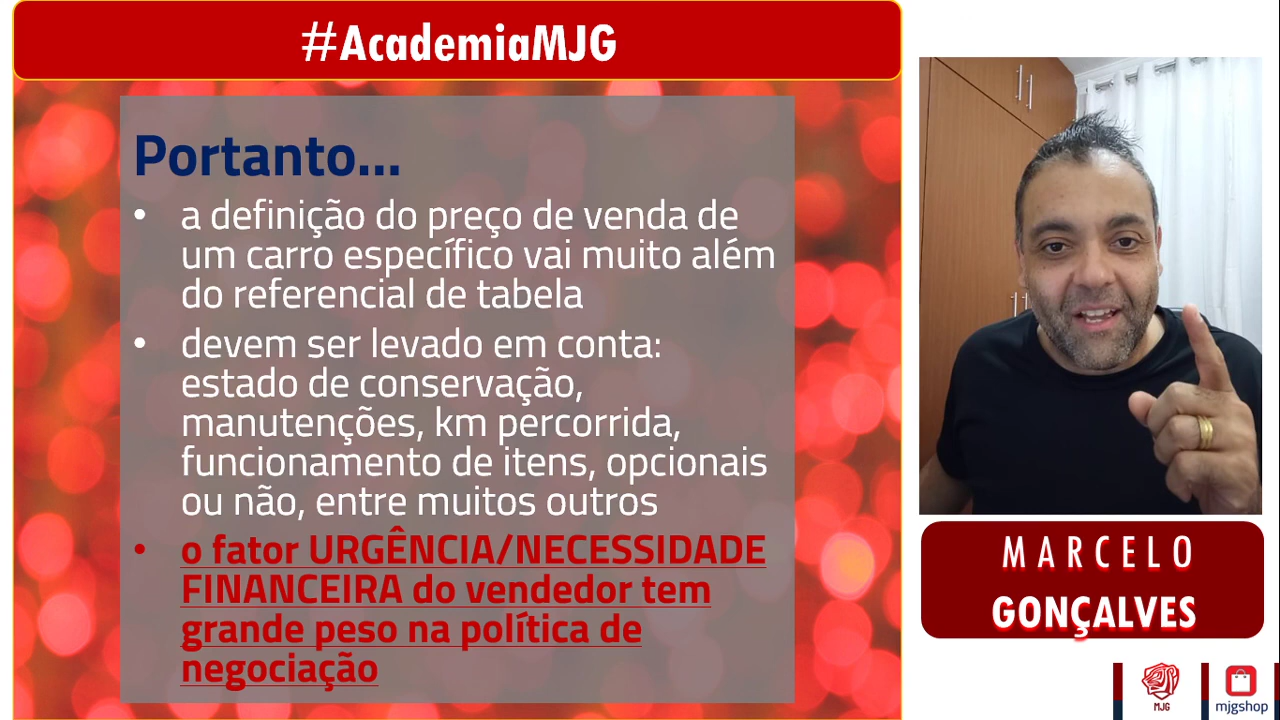 #AcademiaMJG
Portanto...
• a definição do preço de venda de
um carro específico vai muito além
do referencial de tabela
• devem ser levado em conta:
estado de conservação,
manutenções, km percorrida,
funcionamento de itens, opcionais
ou não, entre muitos outros
• o fator URGÊNCIA/NECESSIDADE
FINANCEIRA do vendedor tem
grande peso na política de
negociação
MARCELO
GONÇALVES
MJG
mjgshop